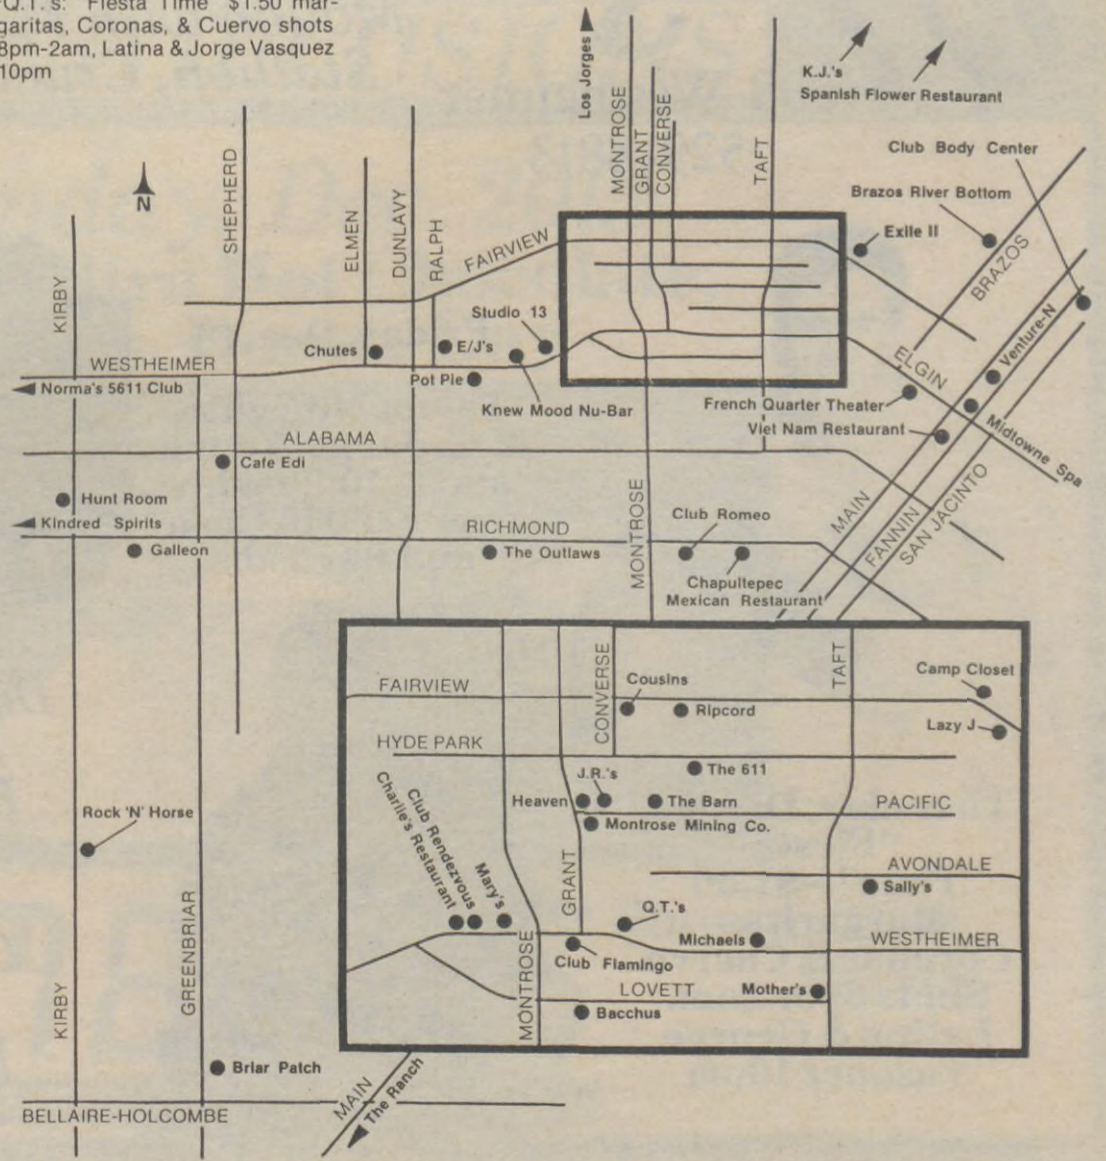 Q.T.'s: "Fiesta Time" $1.50 mar-
garitas, Coronas, & Cuervo shots
8pm-2am, Latina & Jorge Vasquez
10pm
Los Jorges
MONTROSE
GRANT
CONVERSE
TAFT
K.J.'s
Spanish Flower Restaurant
Club Body Center
Brazos River Bottom
Exile II
BRAZOS
N
SHEPHERD
ELMEN
DUNLAVY
RALPH
FAIRVIEW
KIRBY
Studio 13
Chutes
E/J's
WESTHEIMER
Norma's 5611 Club
Pot Pie
Knew Mood Nu-Bar
ELGIN
Venture-N
French Quarter Theater
Viet Nam Restaurant
Midtowne Spa
ALABAMA
Cafe Edi
Hunt Room
Kindred Spirits
Galleon
RICHMOND
The Outlaws
MONTROSE
Club Romeo
Chapultepec
Mexican Restaurant
MAIN
FANNIN
SAN JACINTO
CONVERSE
TAFT
Camp Closet
Cousins
FAIRVIEW
Ripcord
Lazy J
HYDE PARK
The 611
J.R.'s
Heaven
The Barn
PACIFIC
Montrose Mining Co.
Rock 'N' Horse
Charlie's Restaurant
Club Rendezvous
Mary's
GRANT
AVONDALE
Sally's
Q.T.'s
Michaels
WESTHEIMER
Club Flamingo
MONTROSE
LOVETT
Mother's
Bacchus
KIRBY
GREENBRIAR
Briar Patch
MAIN
The Ranch
BELLAIRE-HOLCOMBE